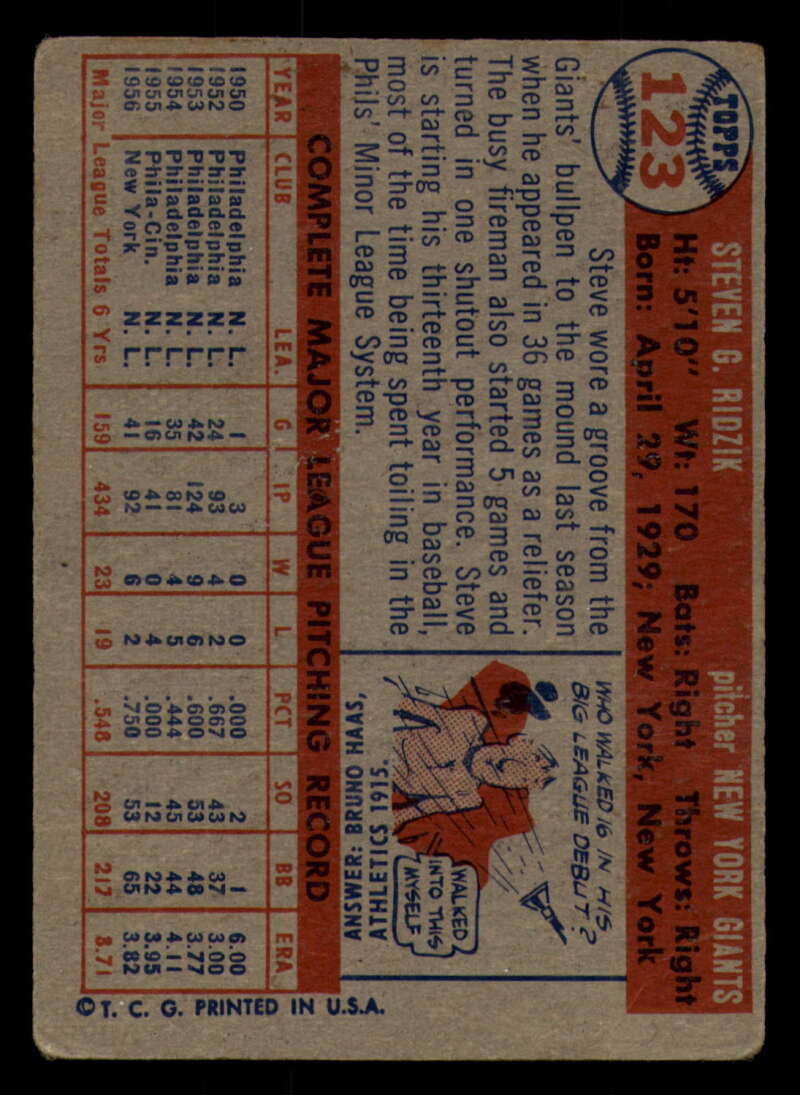 TOPPS
123
STEVEN G. RIDZIK pitcher NEW YORK GIANTS
Ht: 5'10" Wt: 170 Bats: Right Throws: Right
Born: April 29, 1929; New York, New York
Steve wore a groove from the
Giants' bullpen to the mound last season
when he appeared in 36 games as a reliefer.
The busy fireman also started 5 games and
turned in one shutout performance. Steve
is starting his thirteenth year in baseball,
most of the time being spent toiling in the
Phils' Minor League System.
WHO WALKED 16 IN HIS
BIG LEAGUE DEBUT?
POW
I WALKED
INTO THIS
MYSELF
ANSWER: BRUNO HAAS,
ATHLETICS 1915.
COMPLETE MAJOR LEAGUE PITCHING RECORD
YEAR CLUB LEA. G IP W L PCT SO BB ERA
1950 Philadelphia N. L. 1 3 0 0 .000 2 1 6.00
1952 Philadelphia N. L. 24 93 4 2 .667 43 37 3.00
1953 Philadelphia N. L. 42 124 9 6 .600 53 48 3.77
1954 Philadelphia N. L. 35 81 4 5 .444 45 44 4.11
1955 Phila-Cin. N. L. 16 41 0 4 .000 12 22 3.95
1956 New York N. L. 41 92 6 2 .750 53 65 3.82
Major League Totals 6 Yrs 159 434 23 19 .548 208 217 3.71
© T. C. G. PRINTED IN U.S.A.